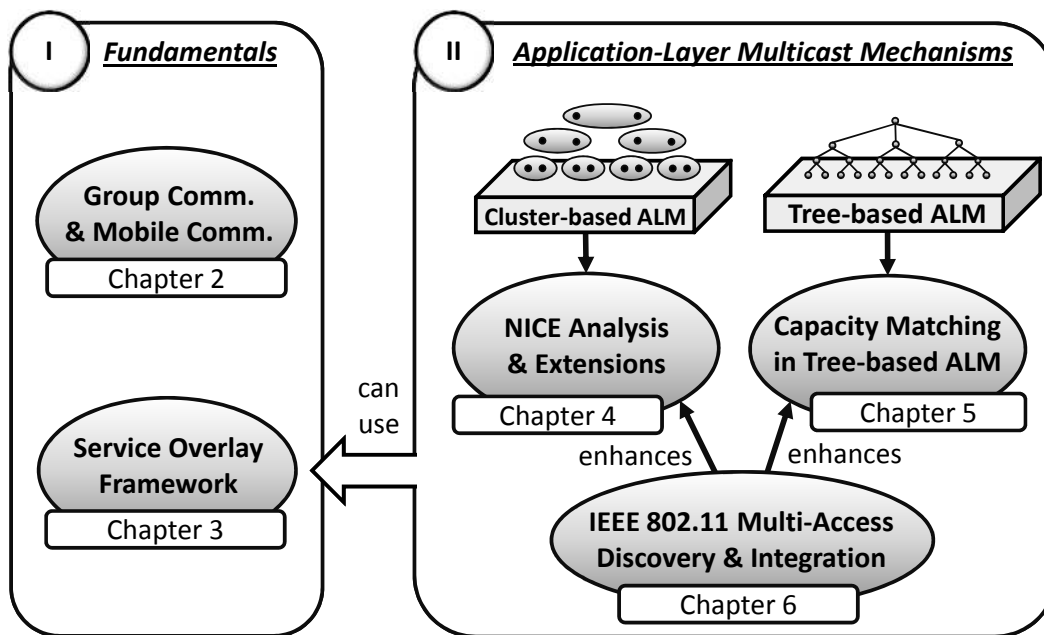 I
Fundamentals
Group Comm.
& Mobile Comm.
Chapter 2
Service Overlay
Framework
Chapter 3
can
use
II
Application-Layer Multicast Mechanisms
Cluster-based ALM
Tree-based ALM
NICE Analysis
& Extensions
Chapter 4
Capacity Matching
in Tree-based ALM
Chapter 5
enhances
enhances
IEEE 802.11 Multi-Access
Discovery & Integration
Chapter 6